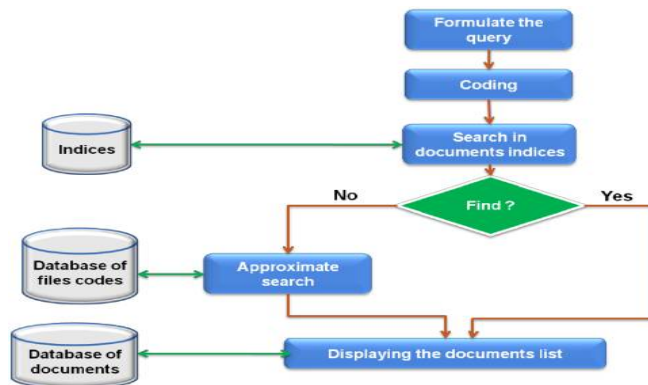 Formulate the
query
Coding
Indices
Search in
documents indices
No
Find ?
Yes
Database of
files codes
Approximate
search
Database of
documents
Displaying the documents list